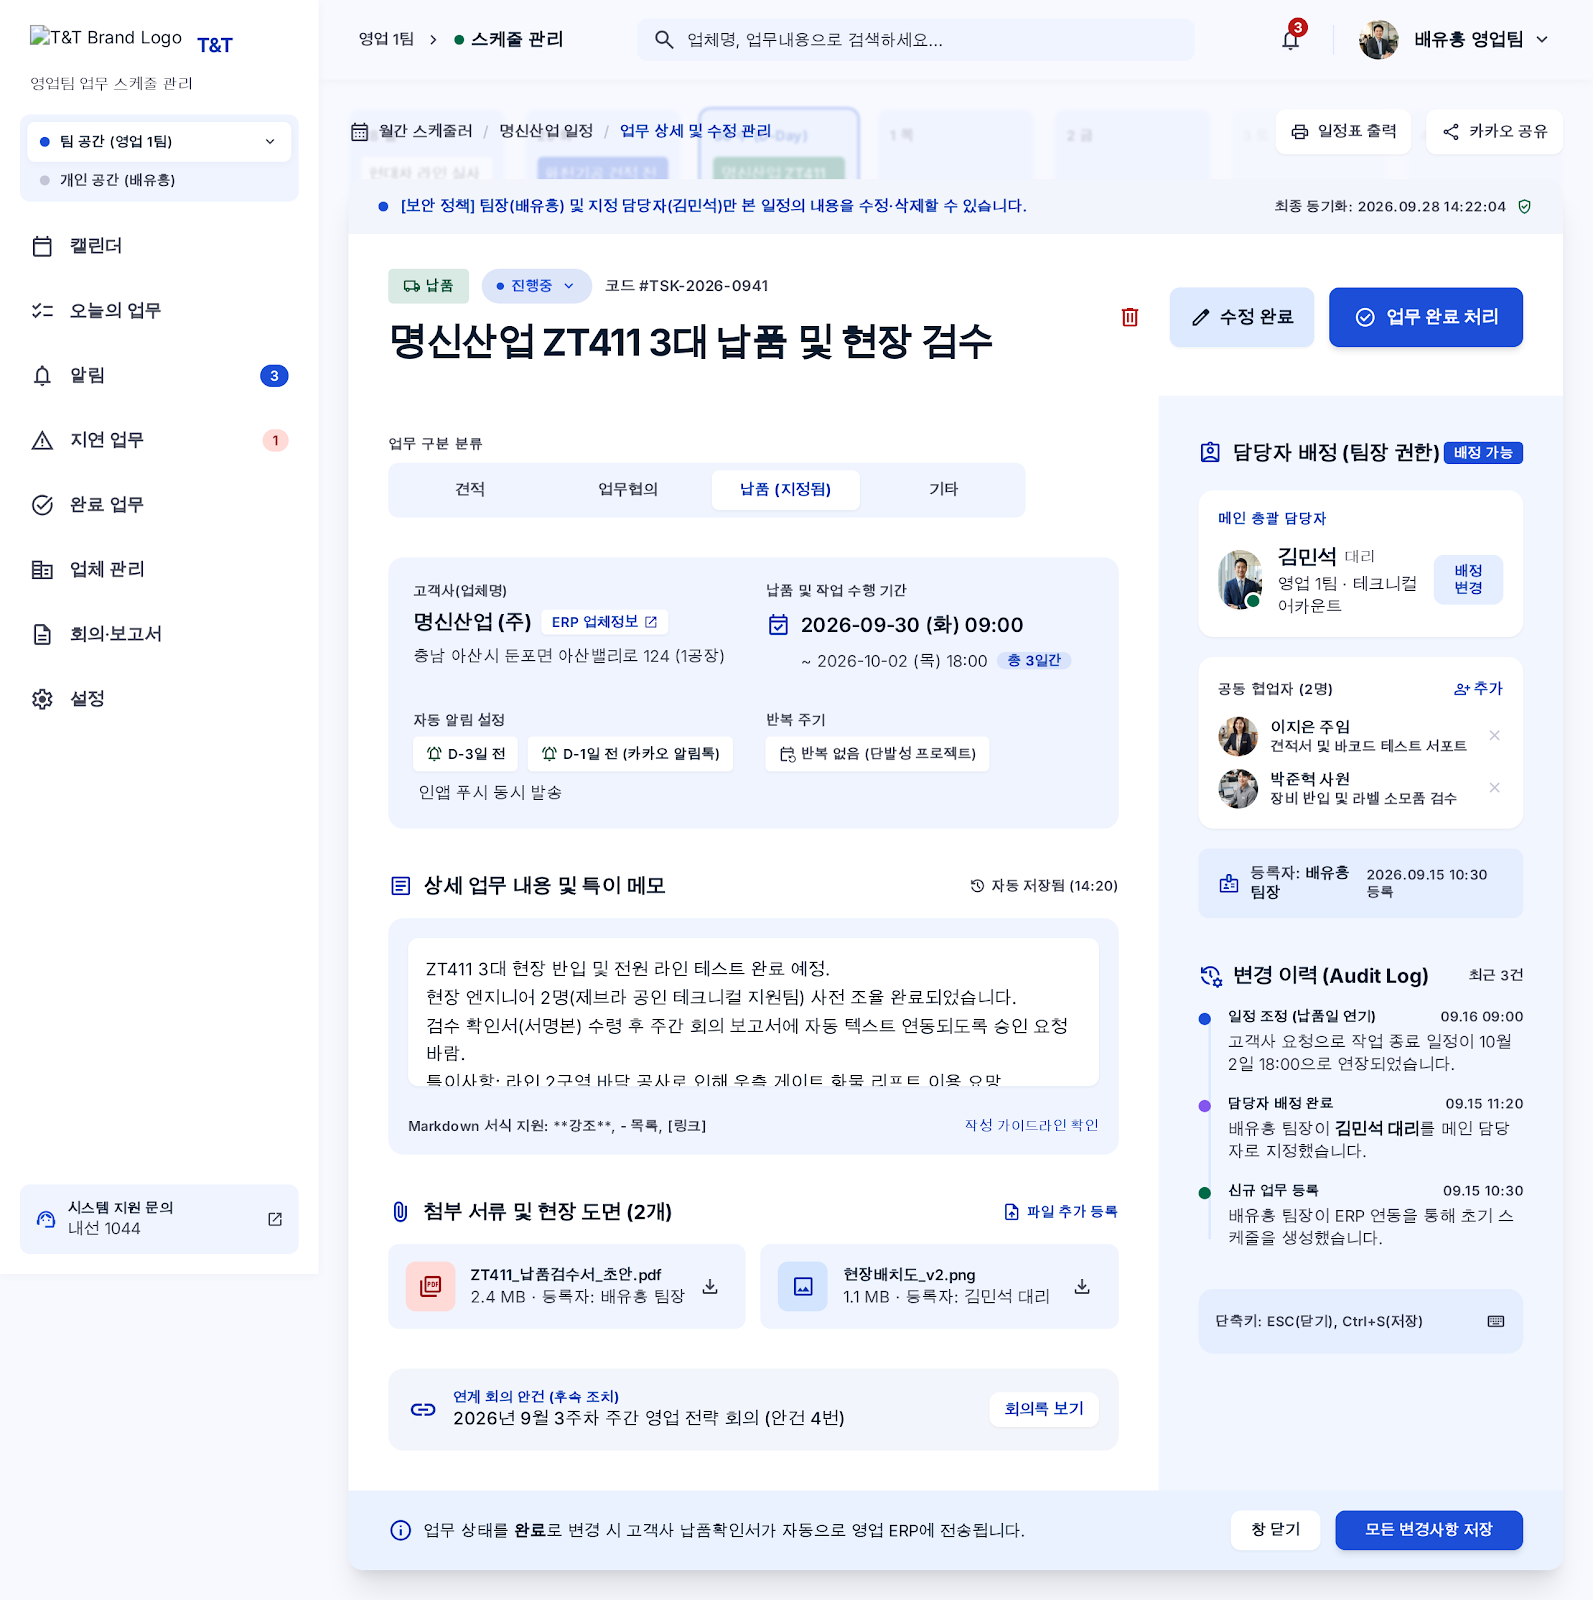 T&T Brand Logo
T&T
영업팀 업무 스케줄 관리
팀 공간 (영업 1팀)
개인 공간 (배유홍)
캘린더
오늘의 업무
알림
3
지연 업무
1
완료 업무
업체 관리
회의·보고서
설정
시스템 지원 문의
내선 1044
영업 1팀
스케줄 관리
업체명, 업무내용으로 검색하세요...
3
배유홍 영업팀
월간 스케줄러 / 명신산업 일정 / 업무 상세 및 수정 관리
1 목
2 금
명신산업 ZT411
일정표 출력
카카오 공유
[보안 정책] 팀장(배유홍) 및 지정 담당자(김민석)만 본 일정의 내용을 수정·삭제할 수 있습니다.
최종 동기화: 2026.09.28 14:22:04
납품
진행중
코드 #TSK-2026-0941
명신산업 ZT411 3대 납품 및 현장 검수
수정 완료
업무 완료 처리
업무 구분 분류
견적
업무협의
납품 (지정됨)
기타
고객사(업체명)
명신산업 (주)
ERP 업체정보
충남 아산시 둔포면 아산밸리로 124 (1공장)
납품 및 작업 수행 기간
2026-09-30 (화) 09:00
~ 2026-10-02 (목) 18:00
총 3일간
자동 알림 설정
D-3일 전
D-1일 전 (카카오 알림톡)
인앱 푸시 동시 발송
반복 주기
반복 없음 (단발성 프로젝트)
상세 업무 내용 및 특이 메모
자동 저장됨 (14:20)
ZT411 3대 현장 반입 및 전원 라인 테스트 완료 예정.
현장 엔지니어 2명(제브라 공인 테크니컬 지원팀) 사전 조율 완료되었습니다.
검수 확인서(서명본) 수령 후 주간 회의 보고서에 자동 텍스트 연동되도록 승인 요청
바람.
특이사항: 라인 2구역 바닥 공사로 인해 우측 게이트 화물 리프트 이용 요망
Markdown 서식 지원: **강조**, - 목록, [링크]
작성 가이드라인 확인
첨부 서류 및 현장 도면 (2개)
파일 추가 등록
PDF
ZT411_납품검수서_초안.pdf
2.4 MB · 등록자: 배유홍 팀장
현장배치도_v2.png
1.1 MB · 등록자: 김민석 대리
연계 회의 안건 (후속 조치)
2026년 9월 3주차 주간 영업 전략 회의 (안건 4번)
회의록 보기
담당자 배정 (팀장 권한)
배정 가능
메인 총괄 담당자
김민석 대리
영업 1팀 · 테크니컬
어카운트
배정
변경
공동 협업자 (2명)
추가
이지은 주임
견적서 및 바코드 테스트 서포트
박준혁 사원
장비 반입 및 라벨 소모품 검수
등록자: 배유홍
팀장
2026.09.15 10:30
등록
변경 이력 (Audit Log)
최근 3건
일정 조정 (납품일 연기)
09.16 09:00
고객사 요청으로 작업 종료 일정이 10월
2일 18:00으로 연장되었습니다.
담당자 배정 완료
09.15 11:20
배유홍 팀장이 김민석 대리를 메인 담당
자로 지정했습니다.
신규 업무 등록
09.15 10:30
배유홍 팀장이 ERP 연동을 통해 초기 스
케줄을 생성했습니다.
단축키: ESC(닫기), Ctrl+S(저장)
업무 상태를 완료로 변경 시 고객사 납품확인서가 자동으로 영업 ERP에 전송됩니다.
창 닫기
모든 변경사항 저장